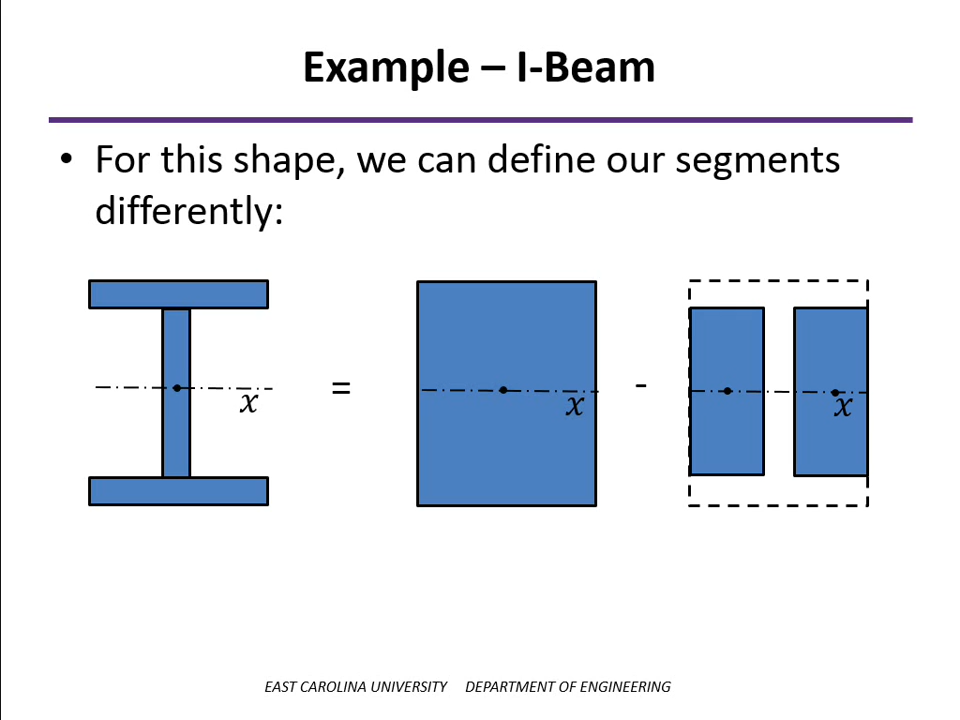 Example – I-Beam
• For this shape, we can define our segments
differently:
x
=
x
-
x
EAST CAROLINA UNIVERSITY DEPARTMENT OF ENGINEERING